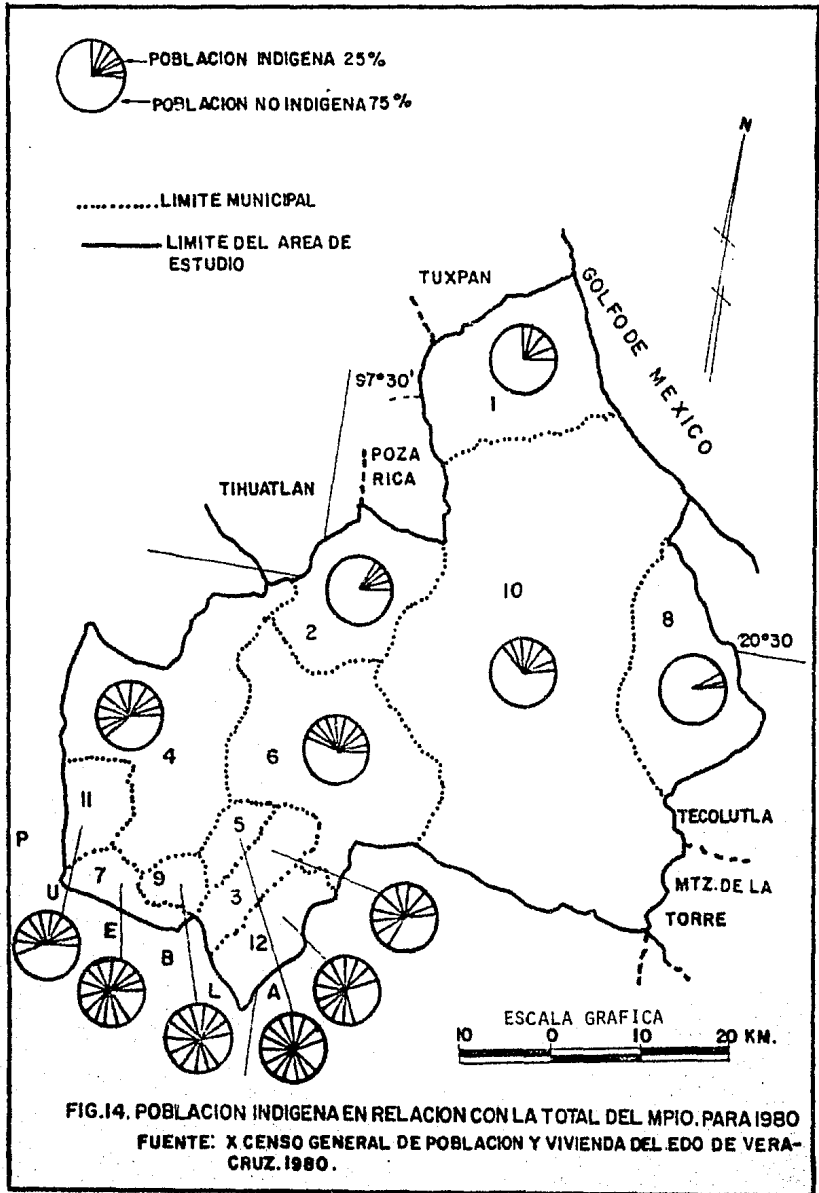 POBLACION INDIGENA 25%
POBLACION NO INDIGENA 75%
LIMITE MUNICIPAL
LIMITE DEL AREA DE
ESTUDIO
N
TUXPAN
GOLFO DE MEXICO
97°30'
1
POZA
RICA
TIHUATLAN
10
2
8
20°30
4
6
11
5
TECOLUTLA
P
7
9
3
MTZ. DE LA
TORRE
U
12
E
B
L
A
ESCALA GRAFICA
10 0 10 20 KM.
FIG.14. POBLACION INDIGENA EN RELACION CON LA TOTAL DEL MPIO. PARA 1980
FUENTE: X CENSO GENERAL DE POBLACION Y VIVIENDA DEL EDO DE VERA-
CRUZ. 1980.